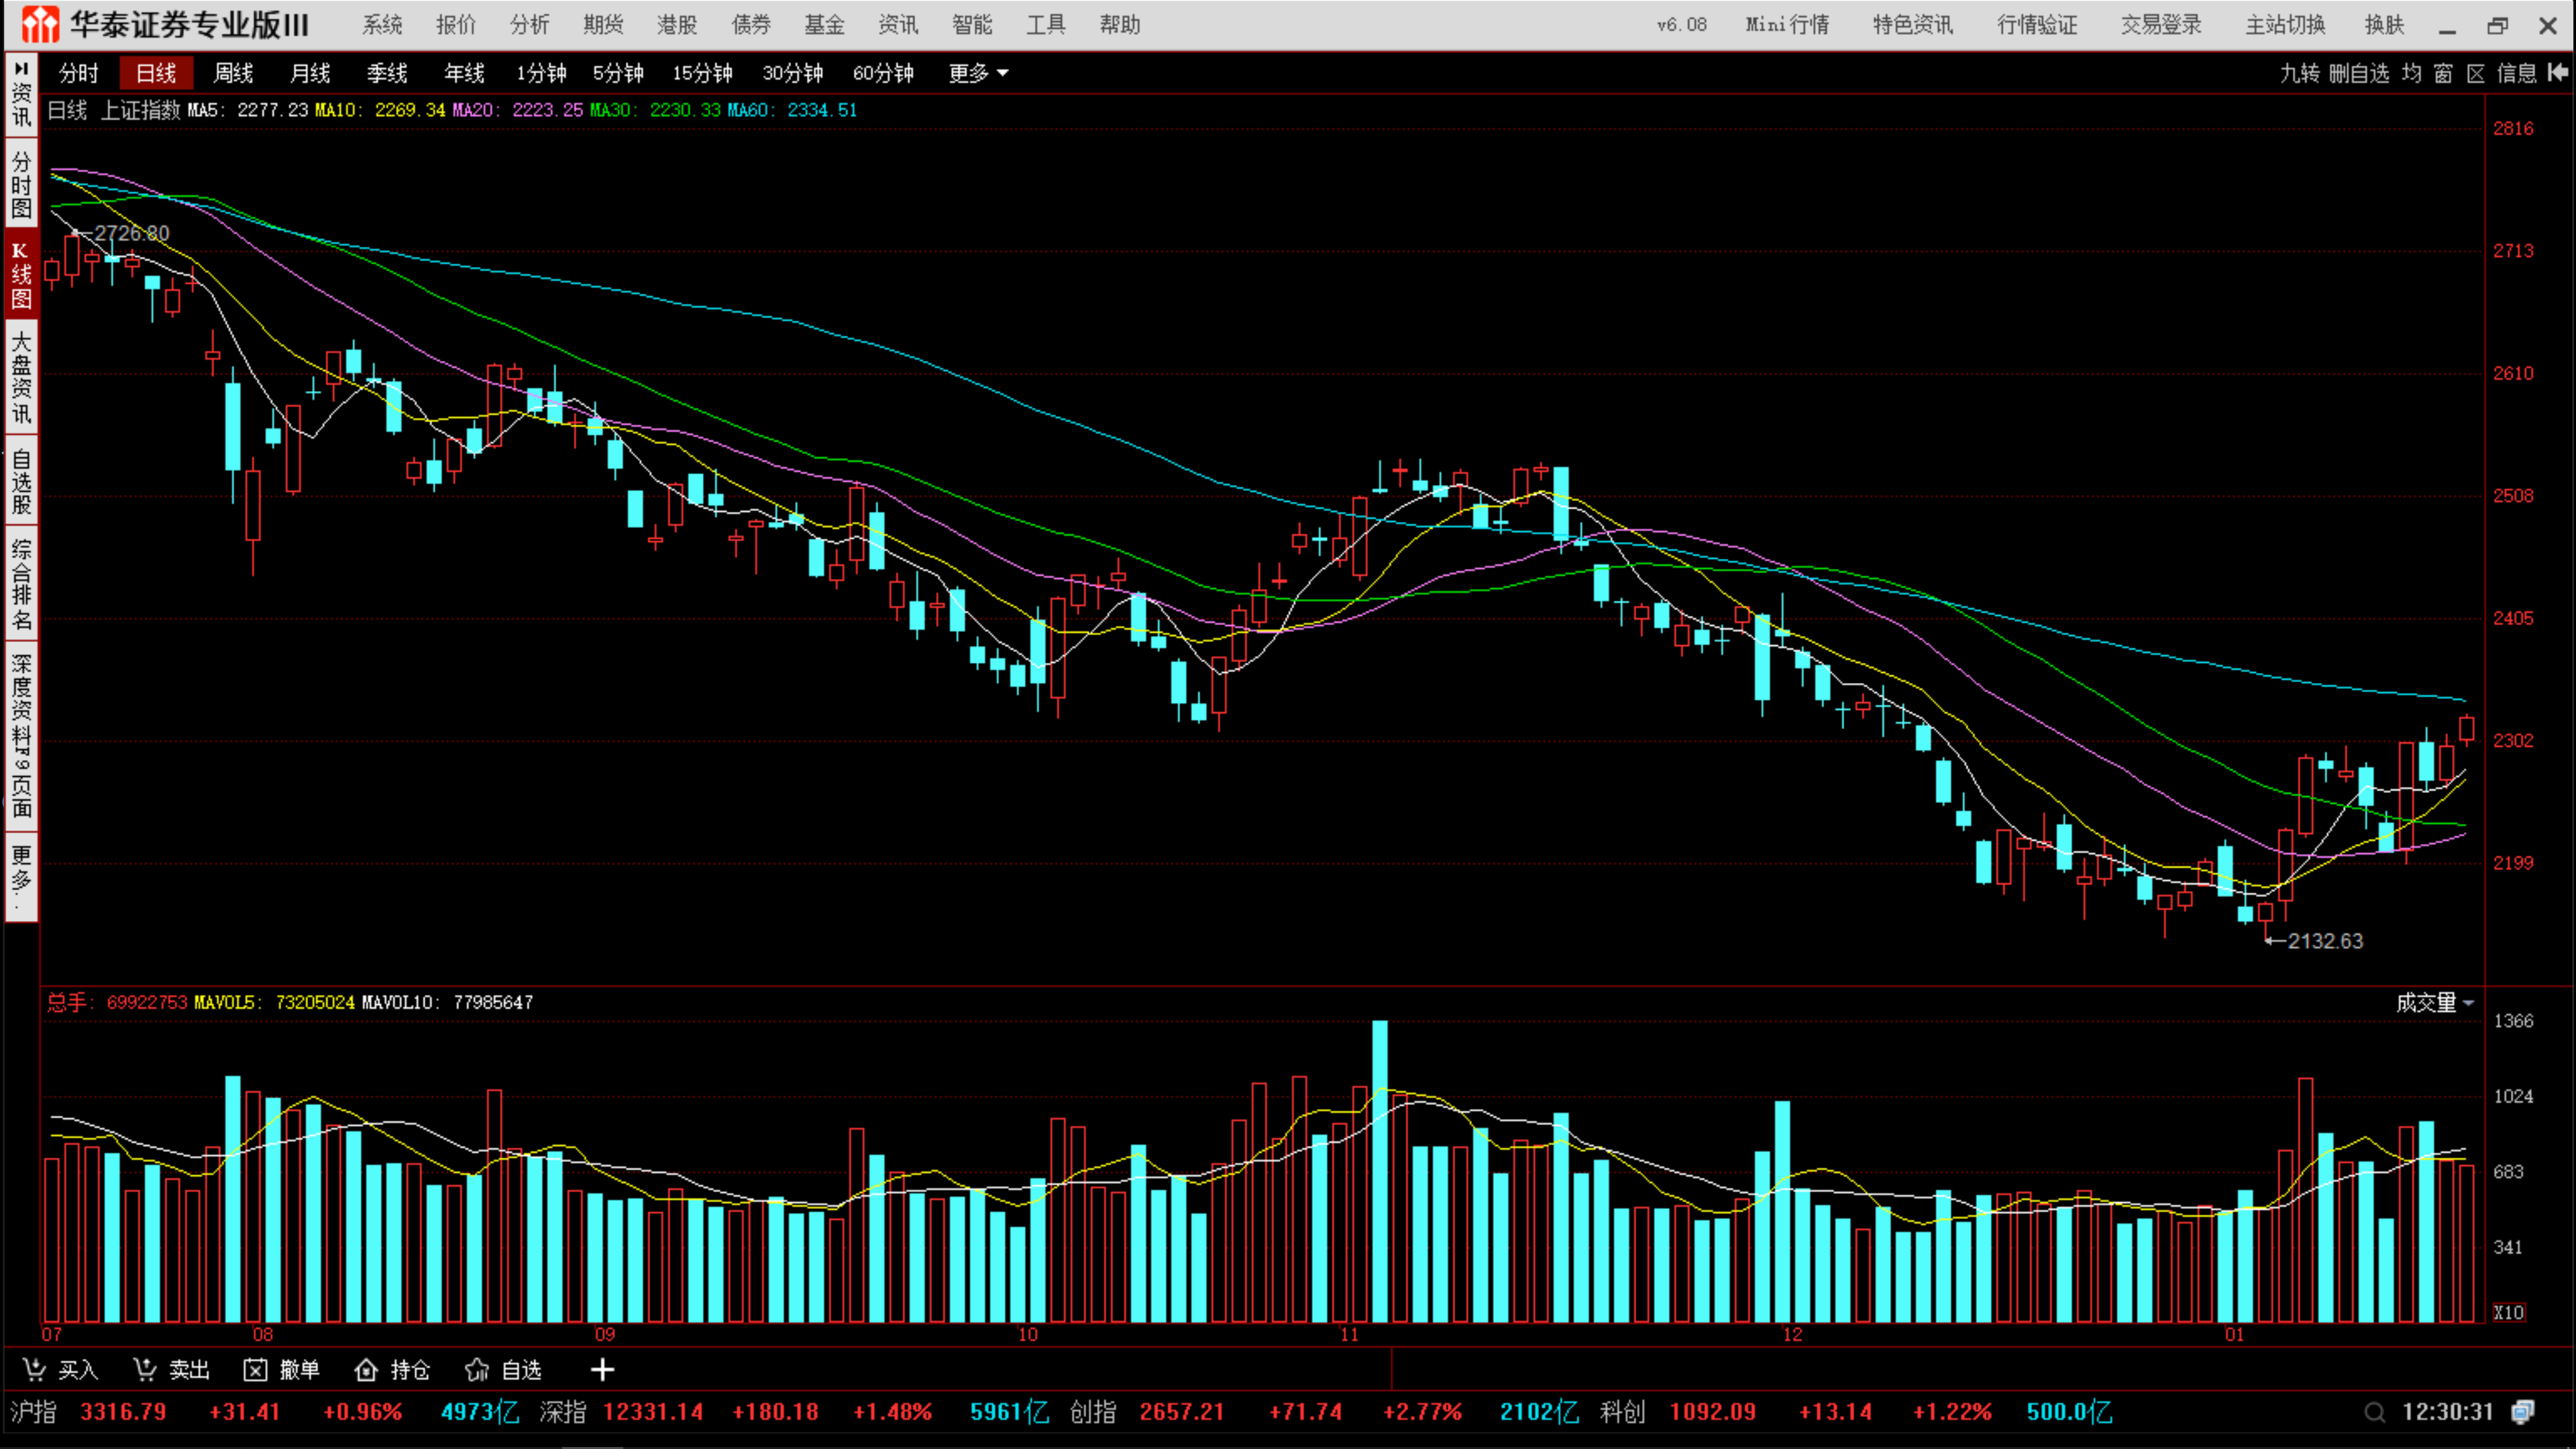 华泰证券专业版III 系统 报价 分析 期货 港股 债券 基金 资讯 智能 工具 帮助 v6.08 Mini行情 特色资讯 行情验证 交易登录 主站切换 换肤
分时 日线 周线 月线 季线 年线 1分钟 5分钟 15分钟 30分钟 60分钟 更多 九转 删自选 均 窗 区 信息
资讯
分时图
K线图
大盘资讯
自选股
综合排名
深度资料F9页面
更多..
日线 上证指数 MA5: 2277.23 MA10: 2269.34 MA20: 2223.25 MA30: 2230.33 MA60: 2334.51
2816
2726.80
2713
2610
2508
2405
2302
2199
2132.63
总手: 69922753 MAVOL5: 73205024 MAVOL10: 77985647 成交量
1366
1024
683
341
X10
07 08 09 10 11 12 01
买入 卖出 撤单 持仓 自选 +
沪指 3316.79 +31.41 +0.96% 4973亿 深指 12331.14 +180.18 +1.48% 5961亿 创指 2657.21 +71.74 +2.77% 2102亿 科创 1092.09 +13.14 +1.22% 500.0亿 12:30:31